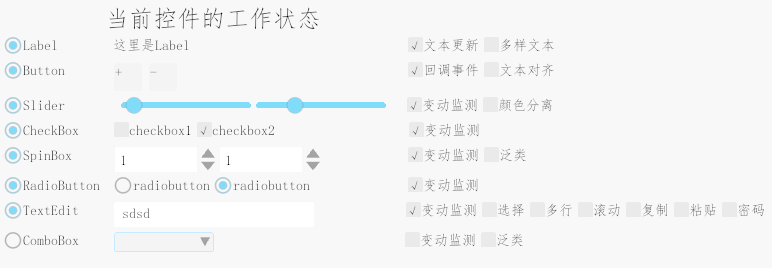 当前控件的工作状态
Label 这里是Label √文本更新 多样文本
Button + - √回调事件 文本对齐
Slider √变动监测 颜色分离
CheckBox checkbox1 √checkbox2 √变动监测
SpinBox 1 1 √变动监测 泛类
RadioButton radiobutton radiobutton √变动监测
TextEdit sdsd √变动监测 选择 多行 滚动 复制 粘贴 密码
ComboBox 变动监测 泛类